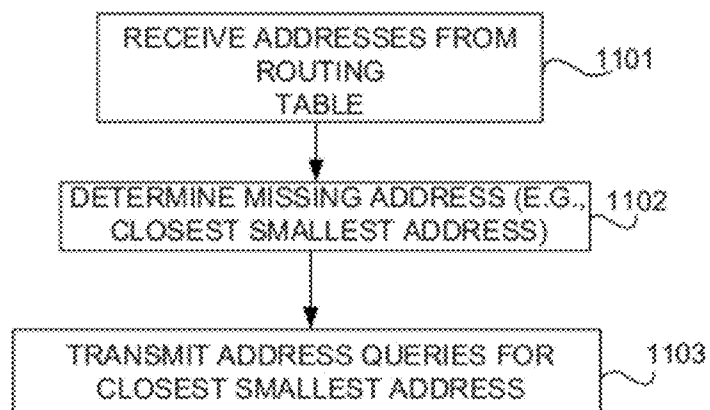 RECEIVE ADDRESSES FROM
ROUTING
TABLE
1101
DETERMINE MISSING ADDRESS (E.G.,
CLOSEST SMALLEST ADDRESS)
1102
TRANSMIT ADDRESS QUERIES FOR
CLOSEST SMALLEST ADDRESS
1103